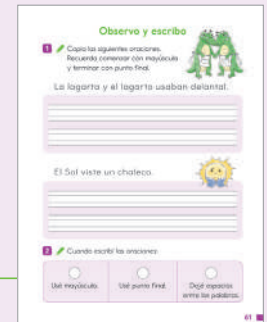 Observo y escribo
1 Copia las siguientes oraciones.
Recuerda comenzar con mayúscula
y terminar con punto final.
La lagarta y el lagarto usaban delantal.
El Sol viste un chaleco.
2 Cuando escribí las oraciones:
Usé mayúscula. Usé punto final. Dejé espacios
entre las palabras.
61